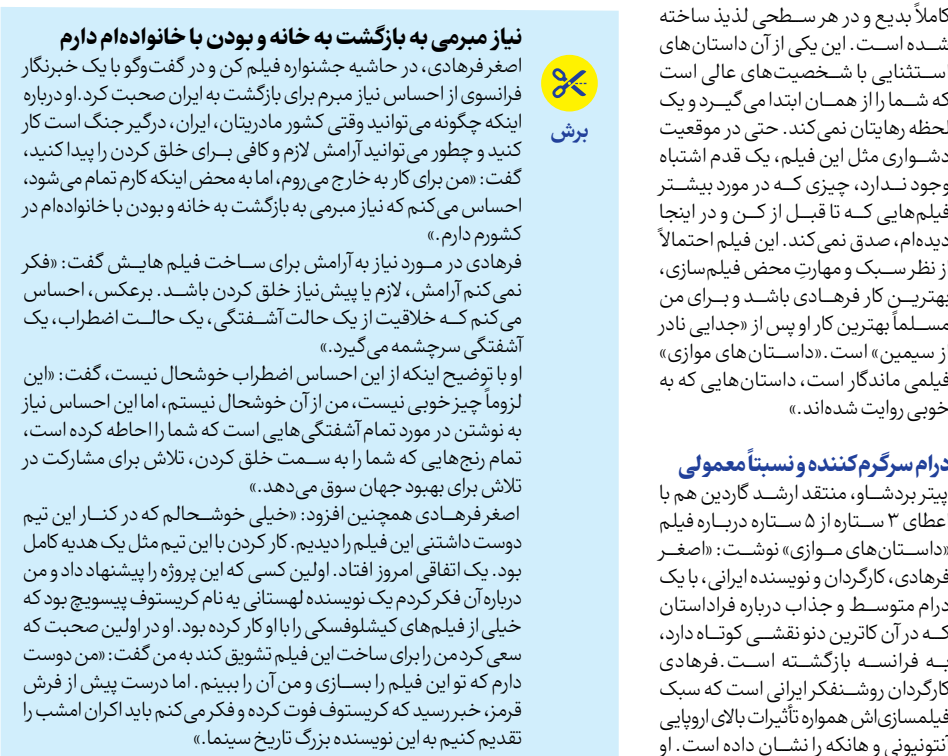 کاملاً بدیع و در هر سطحی لذیذ ساخته
شده است. این یکی از آن داستان‌های
استثنایی با شخصیت‌های عالی است
که شما را از همان ابتدا می‌گیرد و یک
لحظه رهایتان نمی‌کند. حتی در موقعیت
دشواری مثل این فیلم، یک قدم اشتباه
وجود ندارد، چیزی که در مورد بیشتر
فیلم‌هایی که تا قبل از کن و در اینجا
دیده‌ام، صدق نمی‌کند. این فیلم احتمالاً
از نظر سبک و مهارتِ محض فیلم‌سازی،
بهترین کار فرهادی باشد و برای من
مسلماً بهترین کار او پس از «جدایی نادر
از سیمین» است. «داستان‌های موازی»
فیلمی ماندگار است، داستان‌هایی که به
خوبی روایت شده‌اند.»
درام سرگرم‌کننده و نسبتاً معمولی
پیتر بردشاو، منتقد ارشد گاردین هم با
اعطای ۳ ستاره از ۵ ستاره درباره فیلم
«داستان‌های موازی» نوشت: «اصغر
فرهادی، کارگردان و نویسنده ایرانی، با یک
درام متوسط و جذاب درباره فراداستان
که در آن کاترین دنو نقشی کوتاه دارد،
به فرانسه بازگشته است. فرهادی
کارگردان روشنفکر ایرانی است که سبک
فیلمسازی‌اش همواره تأثیرات بالای اروپایی
آنتونیونی و هانکه را نشان داده است. او
برش
نیاز مبرمی به بازگشت به خانه و بودن با خانواده‌ام دارم
اصغر فرهادی، در حاشیه جشنواره فیلم کن و در گفت‌وگو با یک خبرنگار
فرانسوی از احساس نیاز مبرم برای بازگشت به ایران صحبت کرد. او درباره
اینکه چگونه می‌توانید وقتی کشور مادریتان، ایران، درگیر جنگ است کار
کنید و چطور می‌توانید آرامش لازم و کافی برای خلق کردن را پیدا کنید،
گفت: «من برای کار به خارج می‌روم، اما به محض اینکه کارم تمام می‌شود،
احساس می‌کنم که نیاز مبرمی به بازگشت به خانه و بودن با خانواده‌ام در
کشورم دارم.»
فرهادی در مورد نیاز به آرامش برای ساخت فیلم هایش گفت: «فکر
نمی‌کنم آرامش، لازم یا پیش‌نیاز خلق کردن باشد. برعکس، احساس
می‌کنم که خلاقیت از یک حالت آشفتگی، یک حالت اضطراب، یک
آشفتگی سرچشمه می‌گیرد.»
او با توضیح اینکه از این احساس اضطراب خوشحال نیست، گفت: «این
لزوماً چیز خوبی نیست، من از آن خوشحال نیستم، اما این احساس نیاز
به نوشتن در مورد تمام آشفتگی‌هایی است که شما را احاطه کرده است،
تمام رنج‌هایی که شما را به سمت خلق کردن، تلاش برای مشارکت در
تلاش برای بهبود جهان سوق می‌دهد.»
اصغر فرهادی همچنین افزود: «خیلی خوشحالم که در کنار این تیم
دوست داشتنی این فیلم را دیدیم. کار کردن با این تیم مثل یک هدیه کامل
بود. یک اتفاقی امروز افتاد. اولین کسی که این پروژه را پیشنهاد داد و من
درباره آن فکر کردم یک نویسنده لهستانی به نام کریستوف پیسویچ بود که
خیلی از فیلم‌های کیشلوفسکی را با او کار کرده بود. او در اولین صحبت که
سعی کرد من را برای ساخت این فیلم تشویق کند به من گفت: «من دوست
دارم که تو این فیلم را بسازی و من آن را ببینم. اما درست پیش از فرش
قرمز، خبر رسید که کریستوف فوت کرده و فکر می‌کنم باید اکران امشب را
تقدیم کنیم به این نویسنده بزرگ تاریخ سینما.»